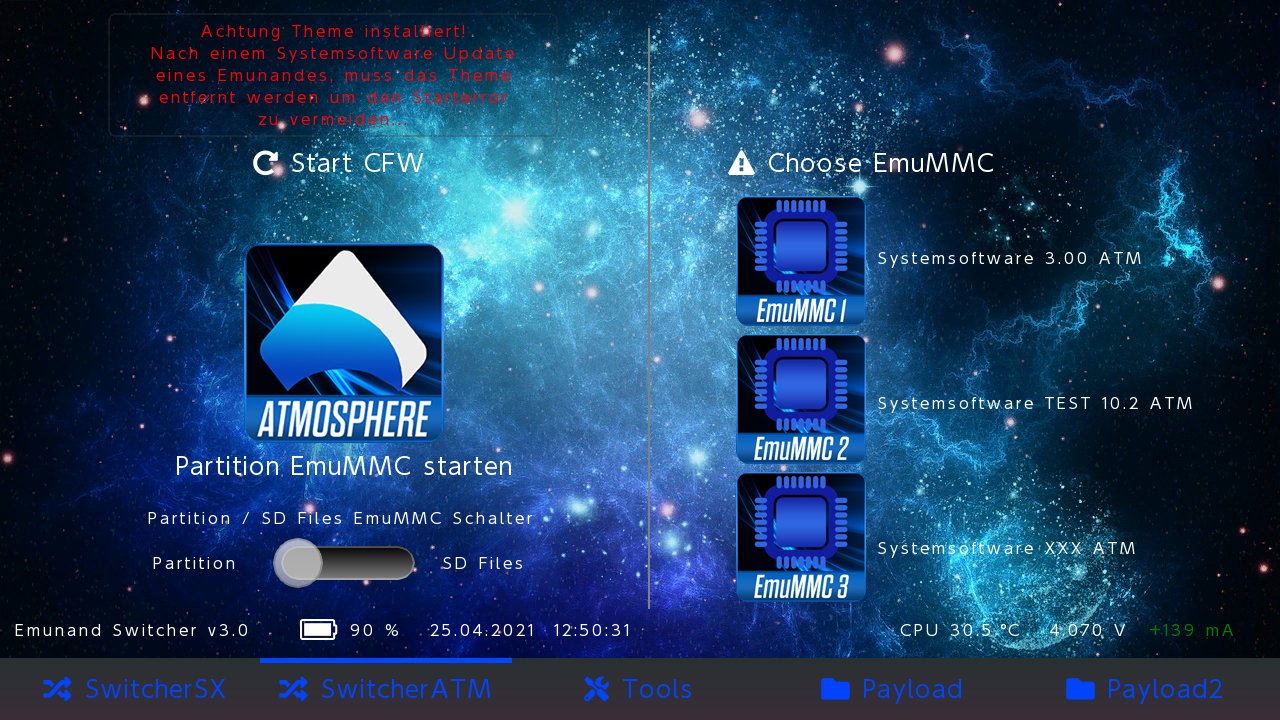 Achtung Theme installiert!
Nach einem Systemsoftware Update
eines Emunandes, muss das Theme
entfernt werden um den Starterror
zu vermeiden...
Start CFW
ATMOSPHERE
Partition EmuMMC starten
Partition / SD Files EmuMMC Schalter
Partition
SD Files
Choose EmuMMC
EmuMMC 1
Systemsoftware 3.00 ATM
EmuMMC 2
Systemsoftware TEST 10.2 ATM
EmuMMC 3
Systemsoftware XXX ATM
Emunand Switcher v3.0
90 %
25.04.2021 12:50:31
CPU 30.5 °C
4.070 V
+139 mA
SwitcherSX
SwitcherATM
Tools
Payload
Payload2